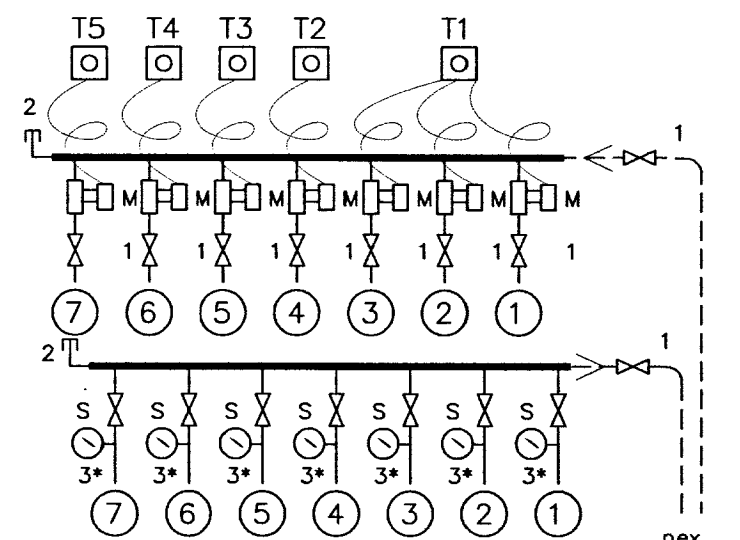 T5 T4 T3 T2 T1
2 1
M M M M M M M
1 1 1 1 1 1 1
7 6 5 4 3 2 1
2 1
S S S S S S S
3* 3* 3* 3* 3* 3* 3*
7 6 5 4 3 2 1
pex